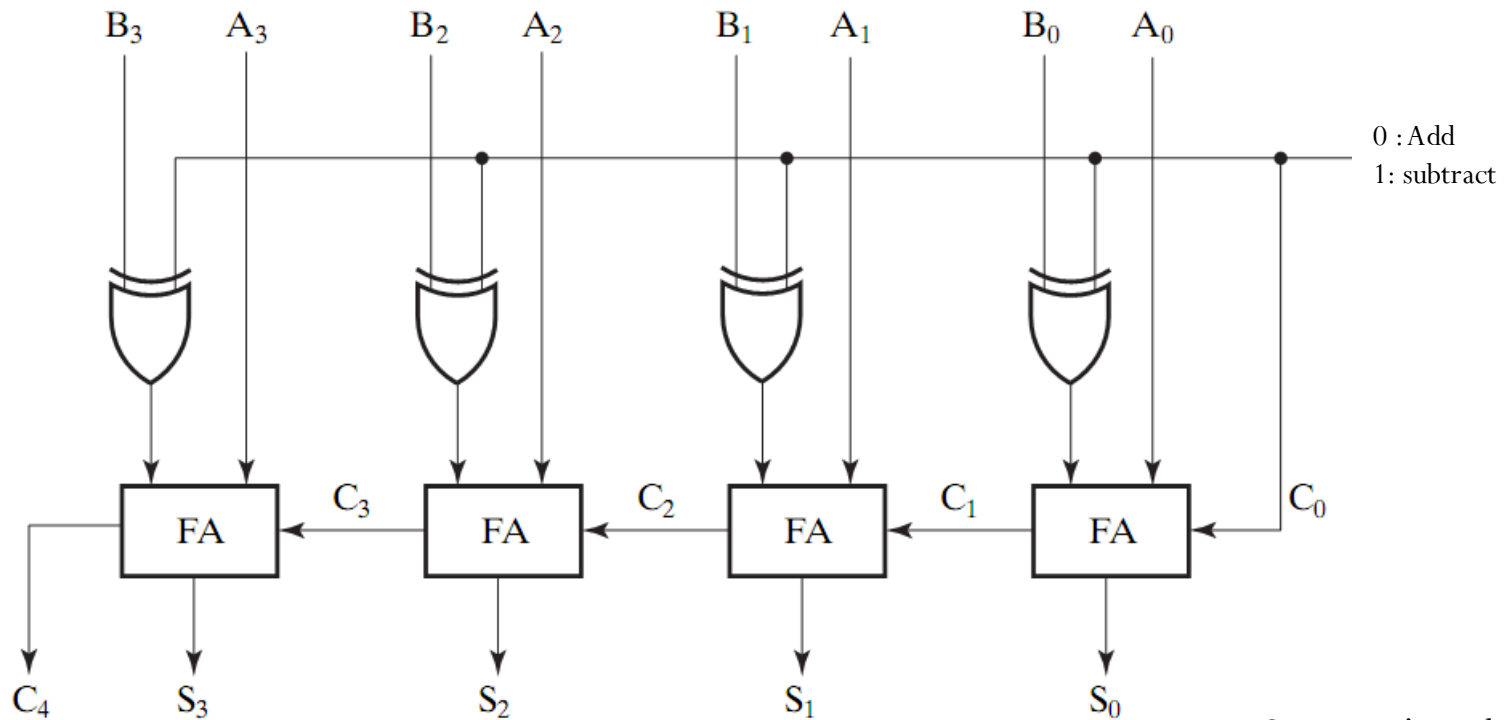 B₃ A₃ B₂ A₂ B₁ A₁ B₀ A₀
0 : Add
1: subtract
C₃ C₂ C₁ C₀
FA FA FA FA
C₄ S₃ S₂ S₁ S₀